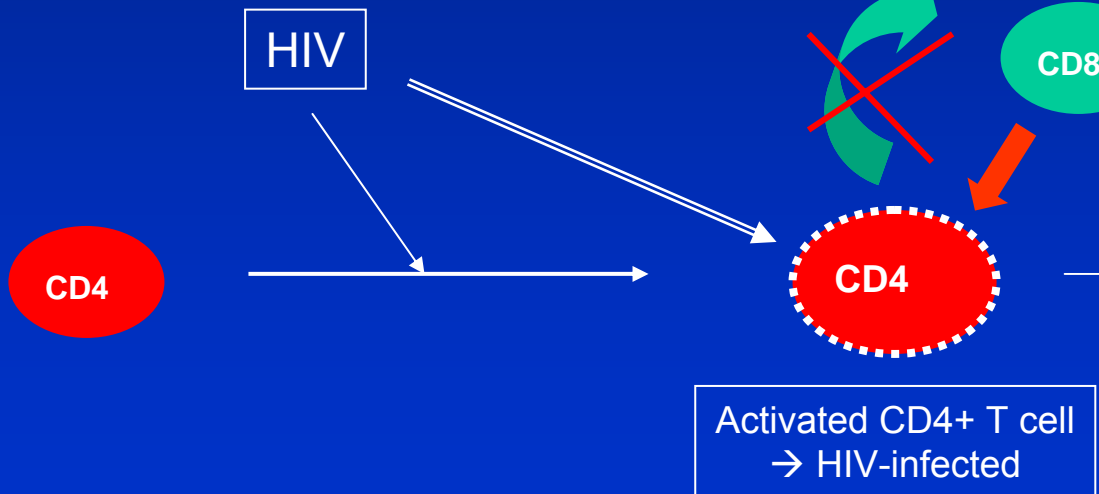 HIV
CD8
CD4
CD4
Activated CD4+ T cell
→ HIV-infected